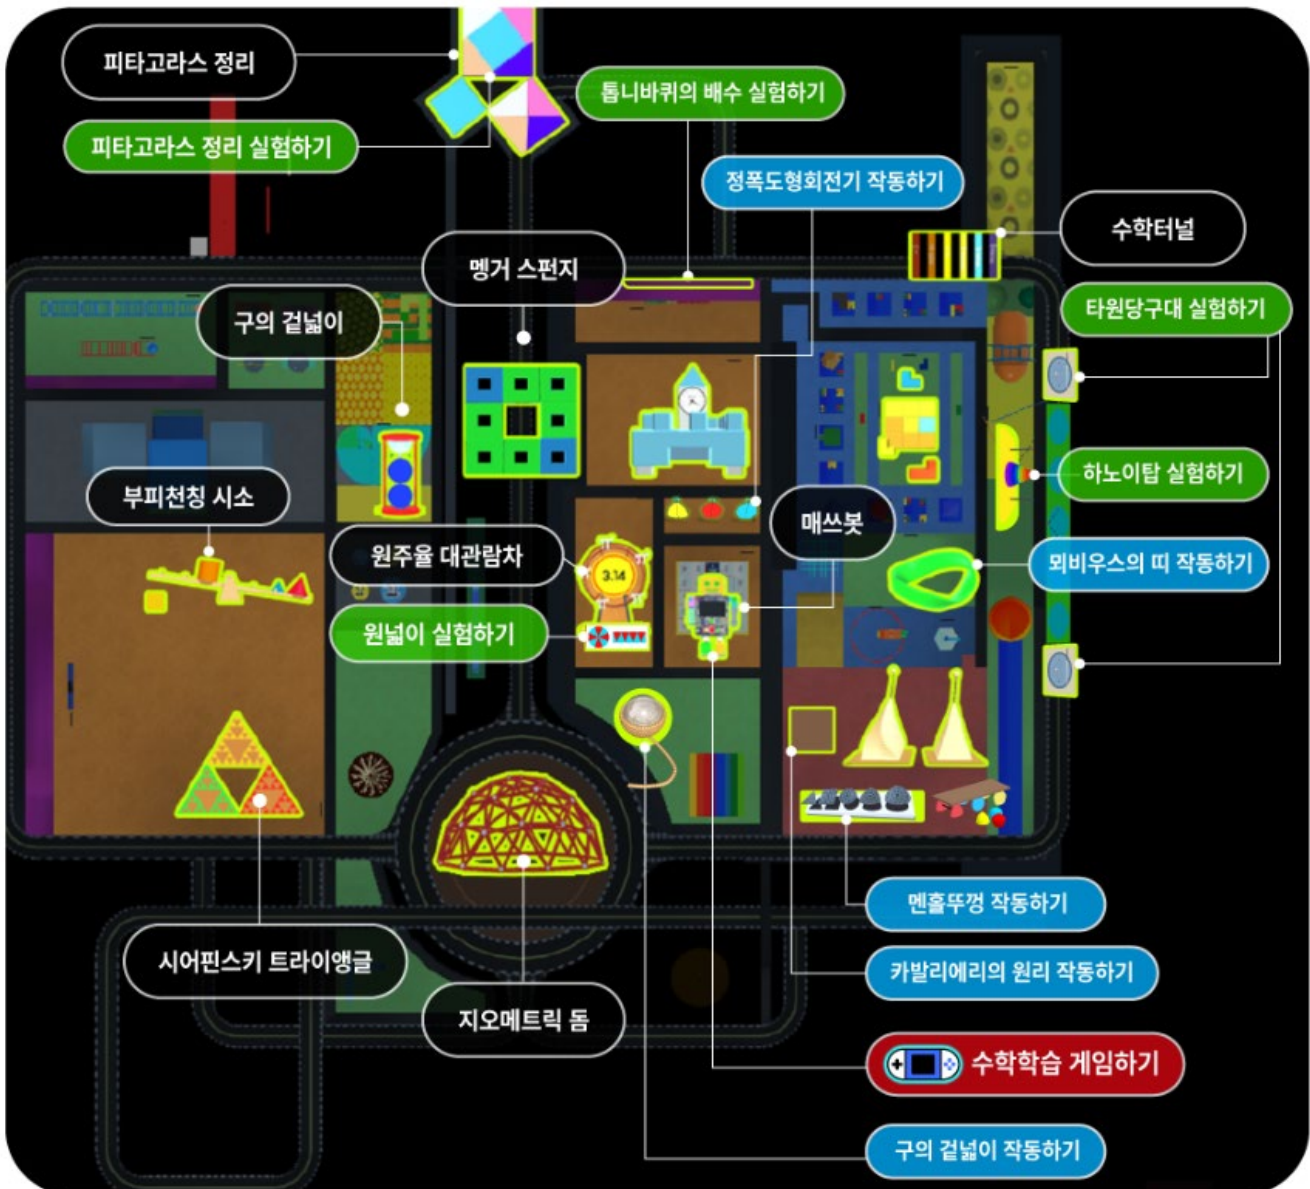 피타고라스 정리
톱니바퀴의 배수 실험하기
피타고라스 정리 실험하기
정폭도형회전기 작동하기
수학터널
멩거 스펀지
타원당구대 실험하기
구의 겉넓이
하노이탑 실험하기
부피천칭 시소
매쓰봇
원주율 대관람차
3.14
뫼비우스의 띠 작동하기
원넓이 실험하기
멘홀뚜껑 작동하기
시어핀스키 트라이앵글
카발리에리의 원리 작동하기
지오메트릭 돔
수학학습 게임하기
구의 겉넓이 작동하기